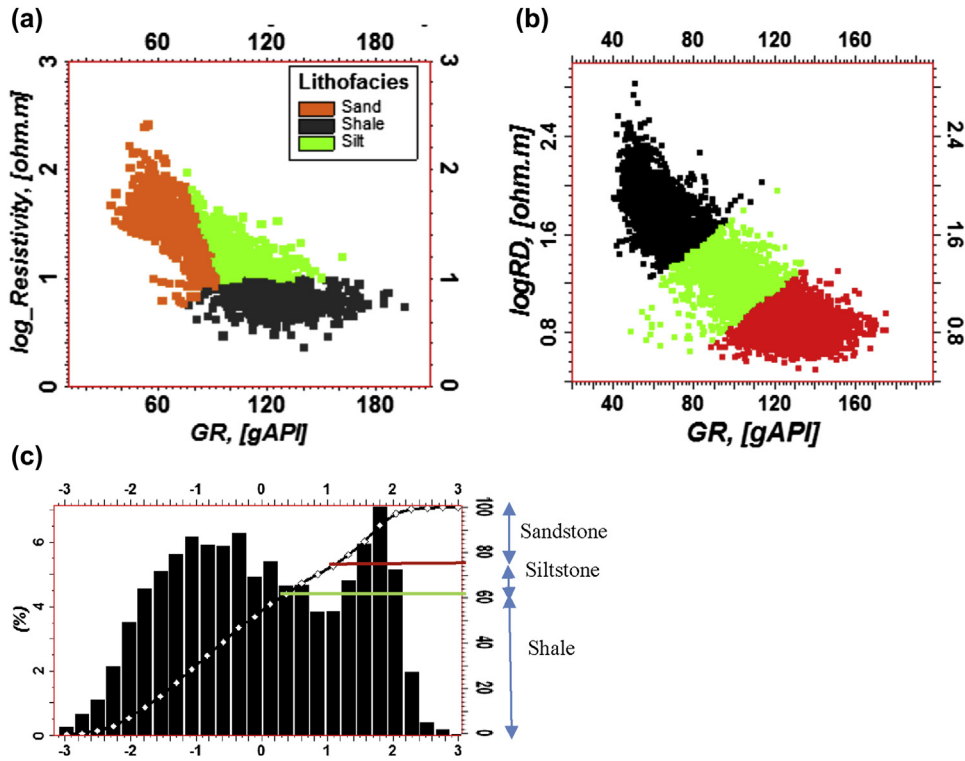 (a)
60 120 180
3 3
Lithofacies
Sand
Shale
Silt
2 2
1 1
0 0
log_Resistivity, [ohm.m]
60 120 180
GR, [gAPI]
(b)
40 80 120 160
2.4 2.4
1.6 1.6
0.8 0.8
logRD, [ohm.m]
40 80 120 160
GR, [gAPI]
(c)
-3 -2 -1 0 1 2 3
6 4 2 0
(%)
100 80 60 40 20 0
Sandstone
Siltstone
Shale
-3 -2 -1 0 1 2 3